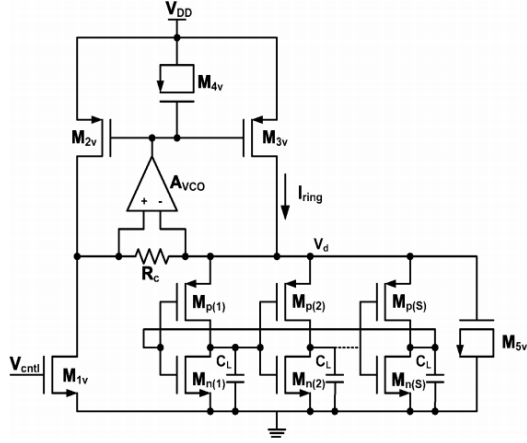 VDD
M4v
M2v
M3v
AVCO
+ -
Iring
Rc
Vd
Mp(1)
Mp(2)
Mp(S)
M5v
Vcntl
M1v
Mn(1)
CL
Mn(2)
CL
Mn(S)
CL